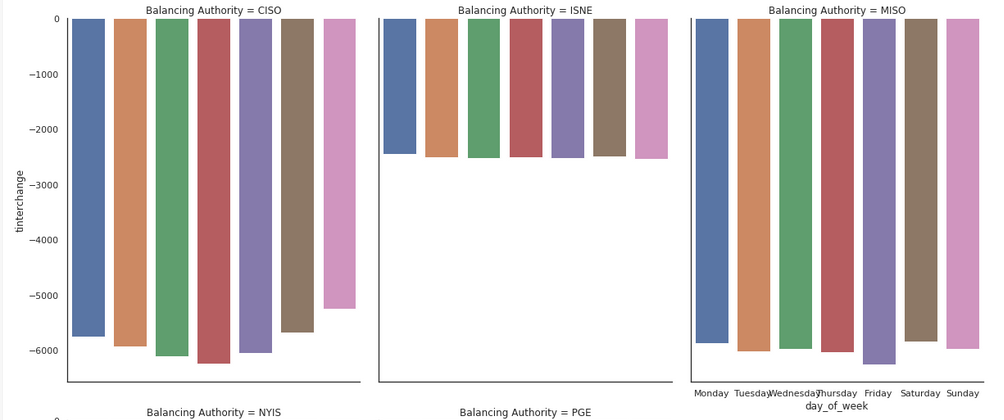 Balancing Authority = CISO
Balancing Authority = ISNE
Balancing Authority = MISO
0
−1000
−2000
−3000
−4000
−5000
−6000
tinterchange
Monday Tuesday Wednesday Thursday Friday Saturday Sunday
day_of_week
Balancing Authority = NYIS
Balancing Authority = PGE
0